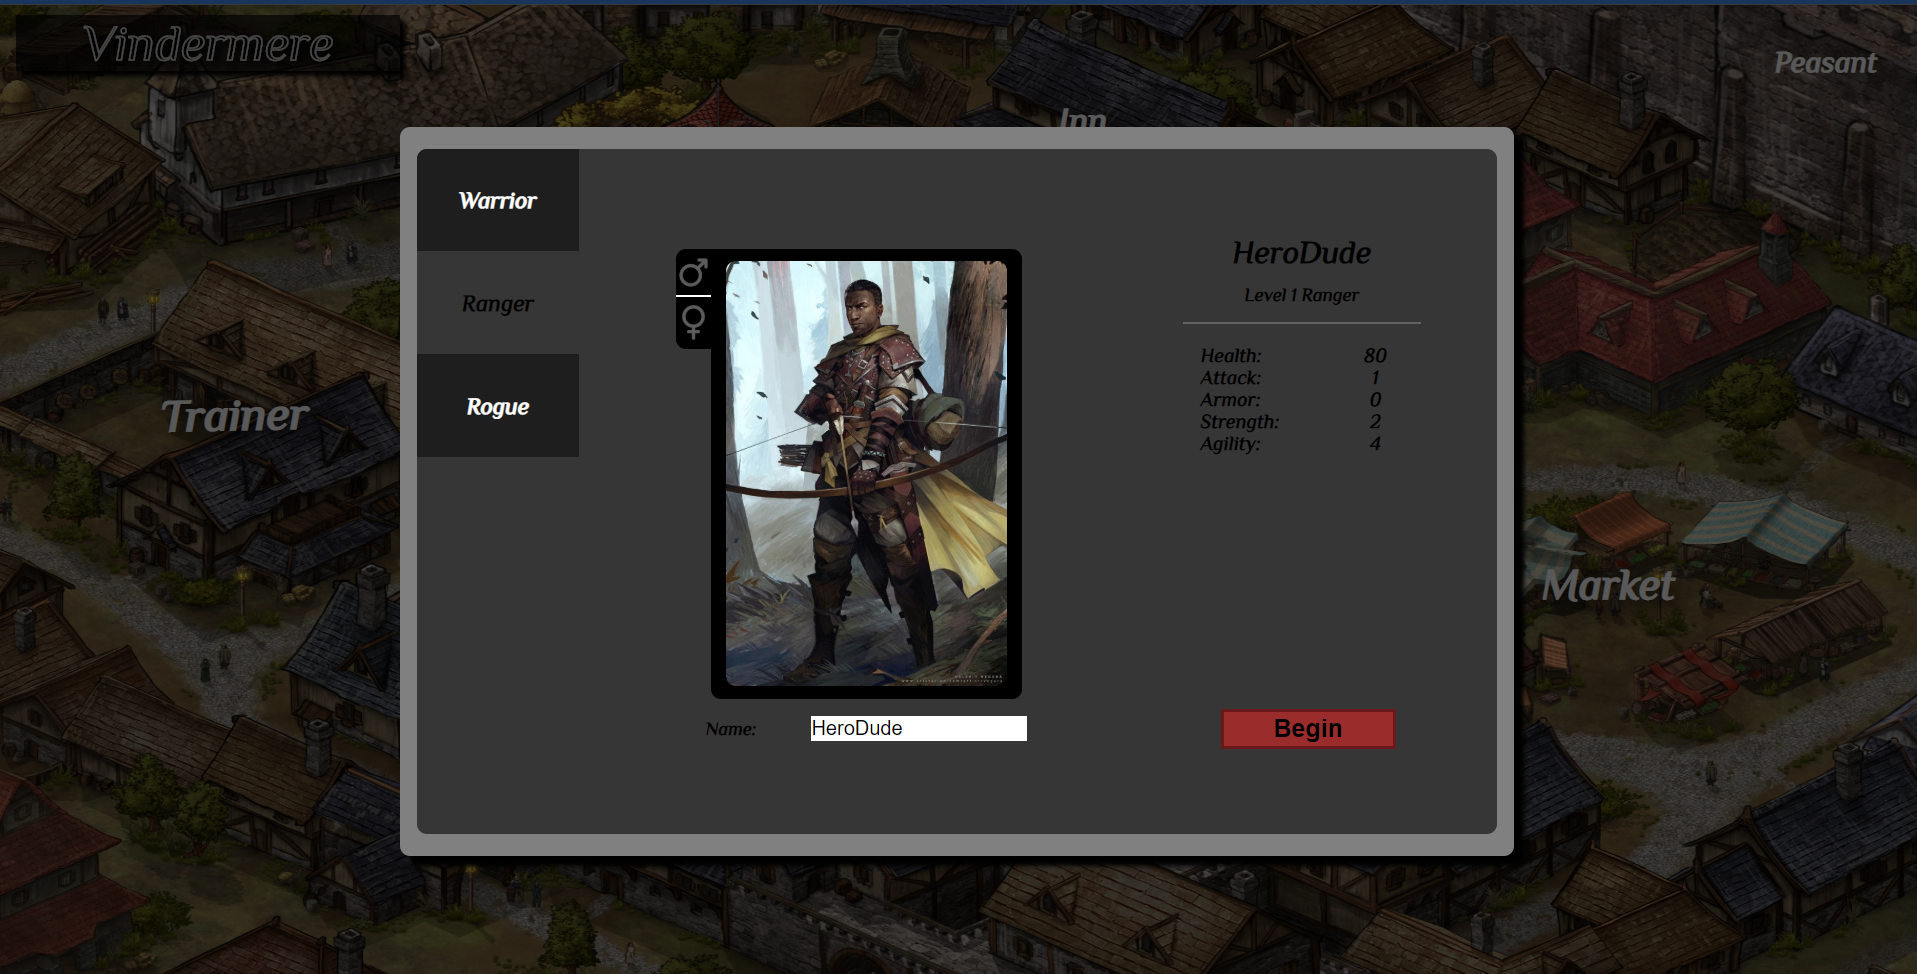 Vindermere
Peasant
Inn
Warrior
Ranger
Rogue
Trainer
Market
HeroDude
Level 1 Ranger
Health: 80
Attack: 1
Armor: 0
Strength: 2
Agility: 4
Name: HeroDude
Begin